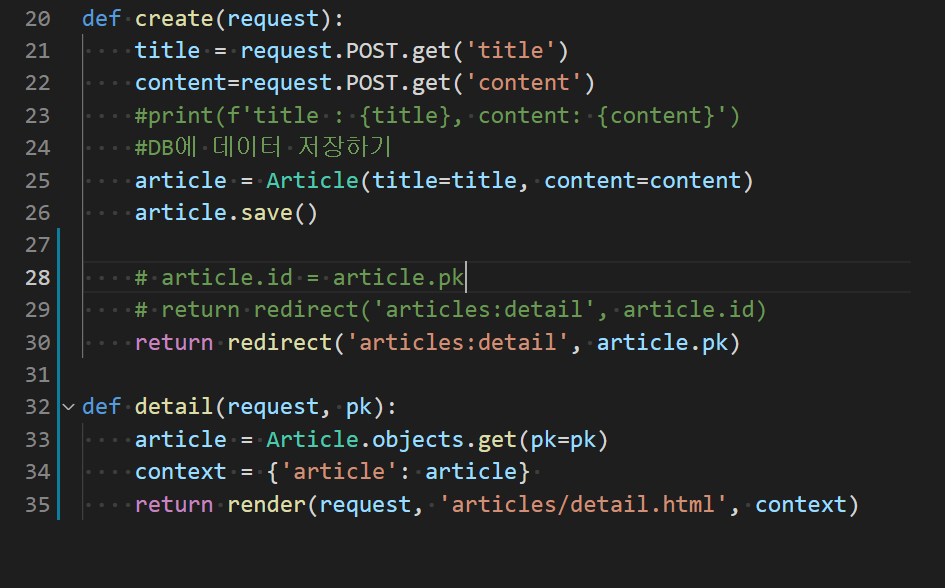 20 def create(request):
21     title = request.POST.get('title')
22     content=request.POST.get('content')
23     #print(f'title : {title}, content: {content}')
24     #DB에 데이터 저장하기
25     article = Article(title=title, content=content)
26     article.save()
27
28     # article.id = article.pk
29     # return redirect('articles:detail', article.id)
30     return redirect('articles:detail', article.pk)
31
32 def detail(request, pk):
33     article = Article.objects.get(pk=pk)
34     context = {'article': article}
35     return render(request, 'articles/detail.html', context)